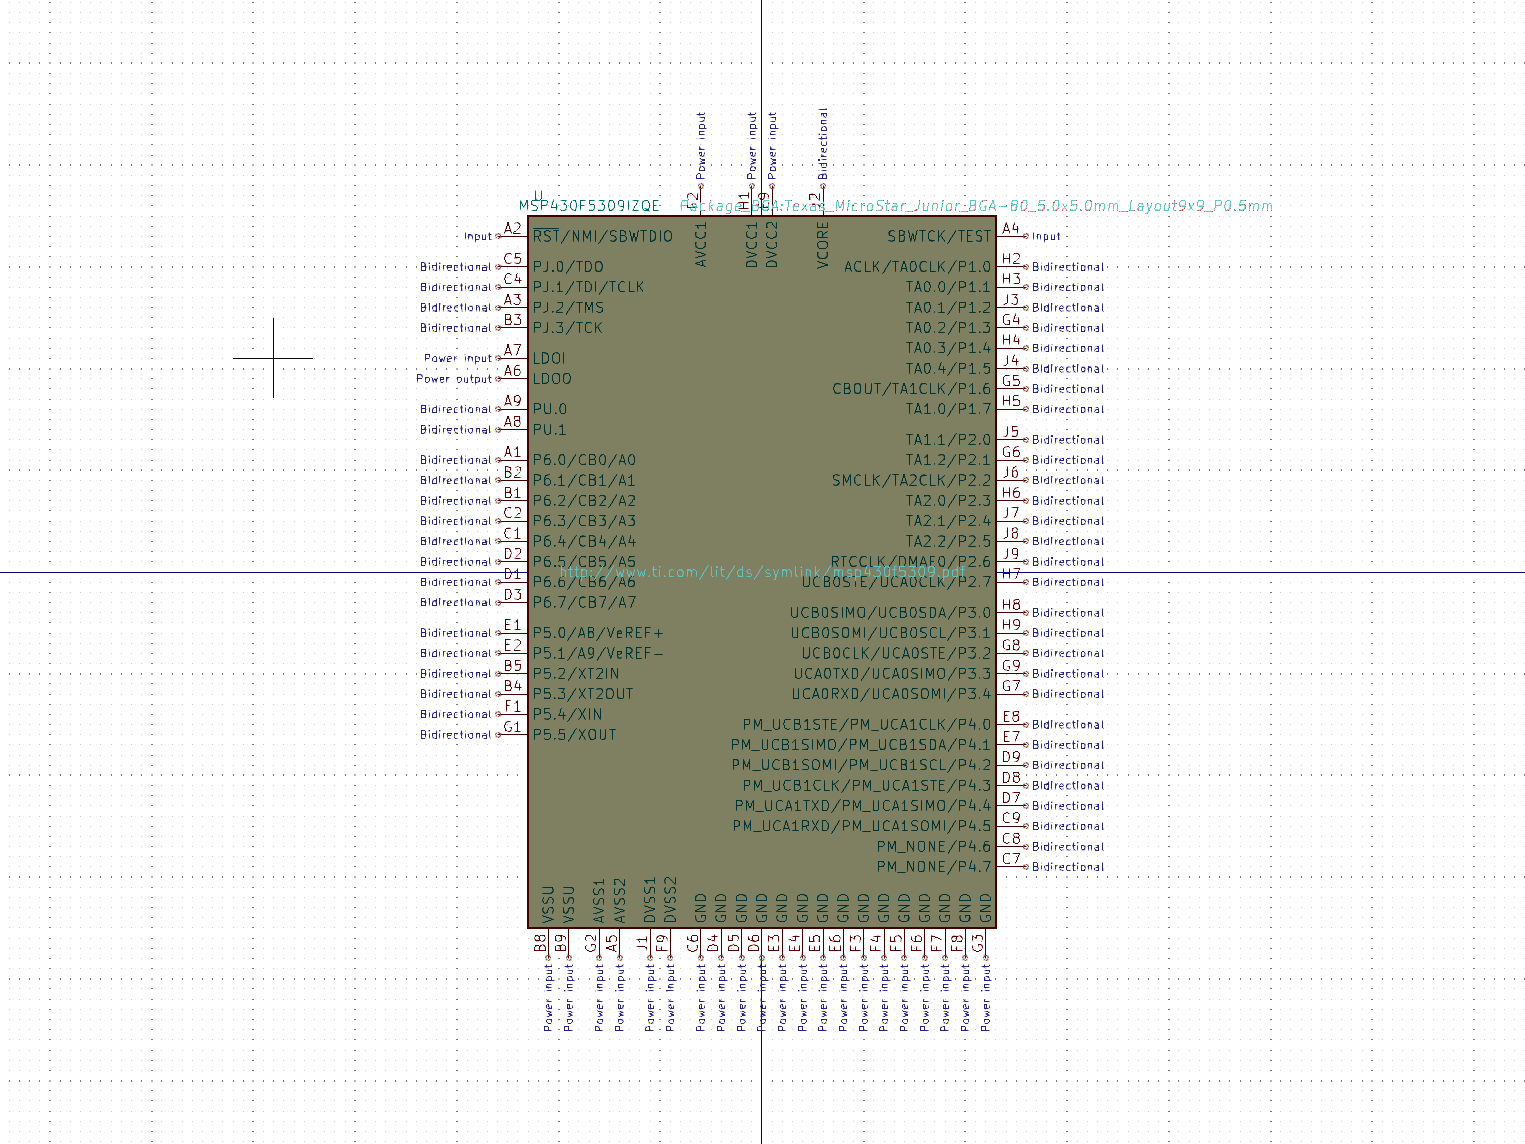 Power input
Power input
Power input
Bidirectional
U
MSP430F5309IZQE
Package_BGA:Texas_MicroStar_Junior_BGA-80_5.0x5.0mm_Layout9x9_P0.5mm
AVCC1
DVCC1
DVCC2
VCORE
Input A2 RST/NMI/SBWTDIO
Bidirectional C5 PJ.0/TDO
Bidirectional C4 PJ.1/TDI/TCLK
Bidirectional A3 PJ.2/TMS
Bidirectional B3 PJ.3/TCK
Power input A7 LDOI
Power output A6 LDOO
Bidirectional A9 PU.0
Bidirectional A8 PU.1
Bidirectional A1 P6.0/CB0/A0
Bidirectional B2 P6.1/CB1/A1
Bidirectional B1 P6.2/CB2/A2
Bidirectional C2 P6.3/CB3/A3
Bidirectional C1 P6.4/CB4/A4
Bidirectional D2 P6.5/CB5/A5
Bidirectional D1 P6.6/CB6/A6
Bidirectional D3 P6.7/CB7/A7
Bidirectional E1 P5.0/A8/VeREF+
Bidirectional E2 P5.1/A9/VeREF-
Bidirectional B5 P5.2/XT2IN
Bidirectional B4 P5.3/XT2OUT
Bidirectional F1 P5.4/XIN
Bidirectional G1 P5.5/XOUT
http://www.ti.com/lit/ds/symlink/msp430f5309.pdf
SBWTCK/TEST A4 Input
ACLK/TA0CLK/P1.0 H2 Bidirectional
TA0.0/P1.1 H3 Bidirectional
TA0.1/P1.2 J3 Bidirectional
TA0.2/P1.3 G4 Bidirectional
TA0.3/P1.4 H4 Bidirectional
TA0.4/P1.5 J4 Bidirectional
CBOUT/TA1CLK/P1.6 G5 Bidirectional
TA1.0/P1.7 H5 Bidirectional
TA1.1/P2.0 J5 Bidirectional
TA1.2/P2.1 G6 Bidirectional
SMCLK/TA2CLK/P2.2 J6 Bidirectional
TA2.0/P2.3 H6 Bidirectional
TA2.1/P2.4 J7 Bidirectional
TA2.2/P2.5 J8 Bidirectional
RTCCLK/DMAE0/P2.6 J9 Bidirectional
UCB0STE/UCA0CLK/P2.7 H7 Bidirectional
UCB0SIMO/UCB0SDA/P3.0 H8 Bidirectional
UCB0SOMI/UCB0SCL/P3.1 H9 Bidirectional
UCB0CLK/UCA0STE/P3.2 G8 Bidirectional
UCA0TXD/UCA0SIMO/P3.3 G9 Bidirectional
UCA0RXD/UCA0SOMI/P3.4 G7 Bidirectional
PM_UCB1STE/PM_UCA1CLK/P4.0 E8 Bidirectional
PM_UCB1SIMO/PM_UCB1SDA/P4.1 E7 Bidirectional
PM_UCB1SOMI/PM_UCB1SCL/P4.2 D9 Bidirectional
PM_UCB1CLK/PM_UCA1STE/P4.3 D8 Bidirectional
PM_UCA1TXD/PM_UCA1SIMO/P4.4 D7 Bidirectional
PM_UCA1RXD/PM_UCA1SOMI/P4.5 C9 Bidirectional
PM_NONE/P4.6 C8 Bidirectional
PM_NONE/P4.7 C7 Bidirectional
VSSU B8 Power input
VSSU B9 Power input
AVSS1 G2 Power input
AVSS2 A5 Power input
DVSS1 J1 Power input
DVSS2 F9 Power input
GND C6 Power input
GND D4 Power input
GND D5 Power input
GND D6 Power input
GND E3 Power input
GND E4 Power input
GND E5 Power input
GND E6 Power input
GND F3 Power input
GND F4 Power input
GND F5 Power input
GND F6 Power input
GND F7 Power input
GND F8 Power input
GND G3 Power input